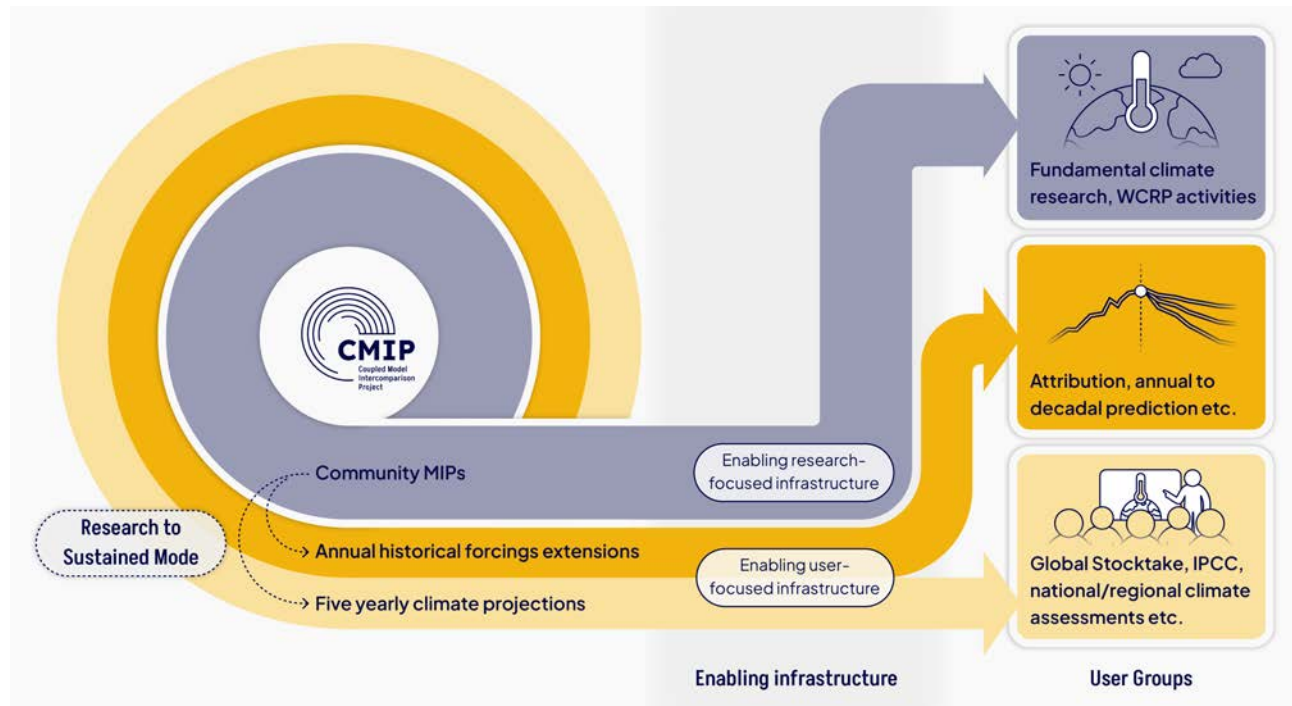 CMIP
Coupled Model
Intercomparison
Project
Community MIPs
Annual historical forcings extensions
Five yearly climate projections
Research to
Sustained Mode
Enabling research-
focused infrastructure
Enabling user-
focused infrastructure
Enabling infrastructure
Fundamental climate
research, WCRP activities
Attribution, annual to
decadal prediction etc.
Global Stocktake, IPCC,
national/regional climate
assessments etc.
User Groups